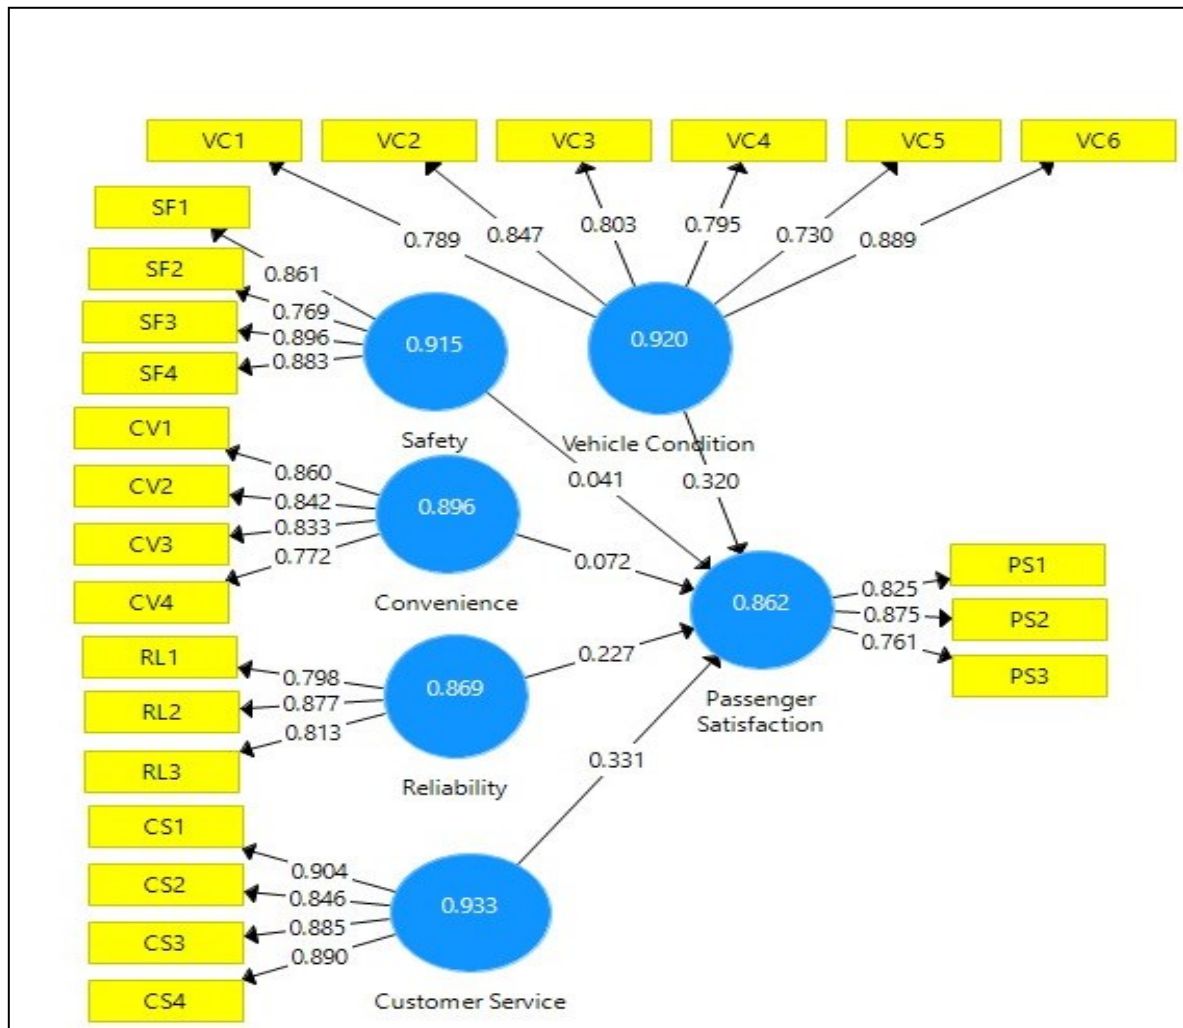 VC1 VC2 VC3 VC4 VC5 VC6
0.789 0.847 0.803 0.795 0.730 0.889
SF1
SF2
SF3
SF4
0.861
0.769
0.896
0.883
0.915
0.920
Safety
Vehicle Condition
0.041
0.320
CV1
CV2
CV3
CV4
0.860
0.842
0.833
0.772
0.896
Convenience
0.072
RL1
RL2
RL3
0.798
0.877
0.813
0.869
Reliability
0.227
0.862
Passenger
Satisfaction
0.825
0.875
0.761
PS1
PS2
PS3
CS1
CS2
CS3
CS4
0.904
0.846
0.885
0.890
0.933
Customer Service
0.331